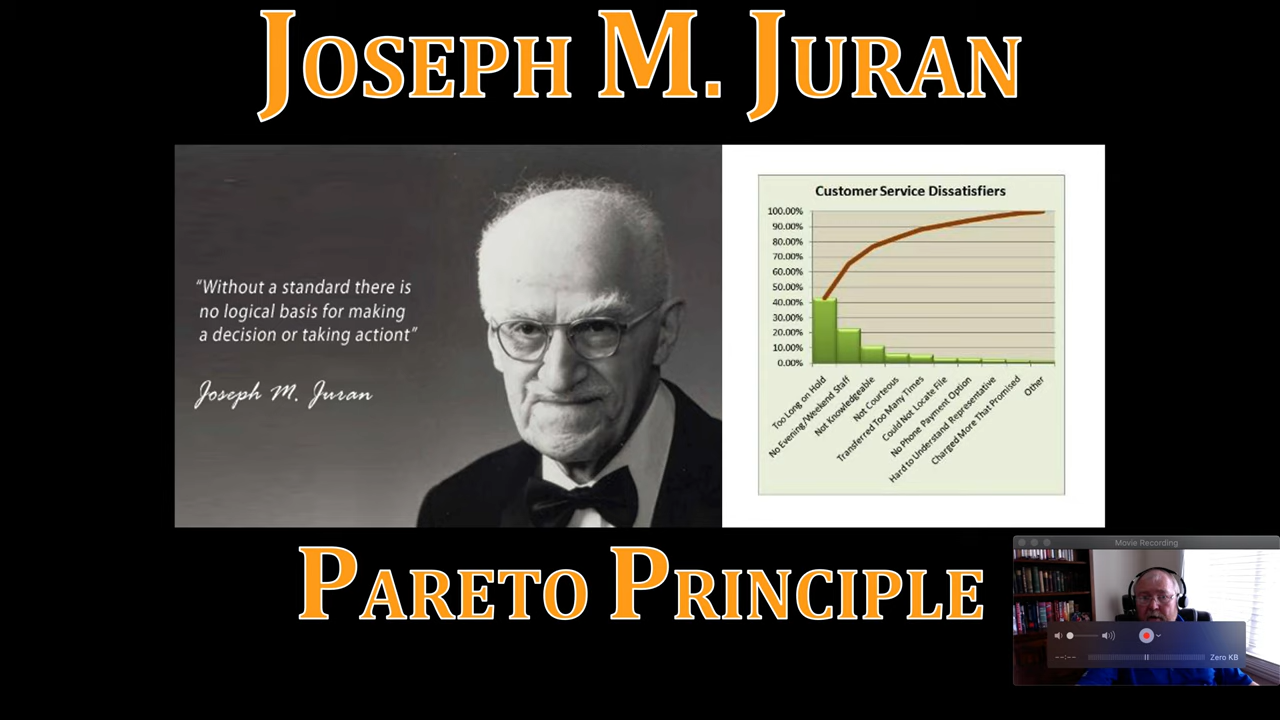 JOSEPH M. JURAN
“Without a standard there is
no logical basis for making
a decision or taking actiont”
Joseph M. Juran
Customer Service Dissatisfiers
100.00%
90.00%
80.00%
70.00%
60.00%
50.00%
40.00%
30.00%
20.00%
10.00%
0.00%
Too Long on Hold
No Evening/Weekend Staff
Not Knowledgeable
Not Courteous
Transferred Too Many Times
Could Not Locate File
No Phone Payment Option
Hard to Understand Representative
Charged More That Promised
Other
PARETO PRINCIPLE
Movie Recording
--:--
Zero KB